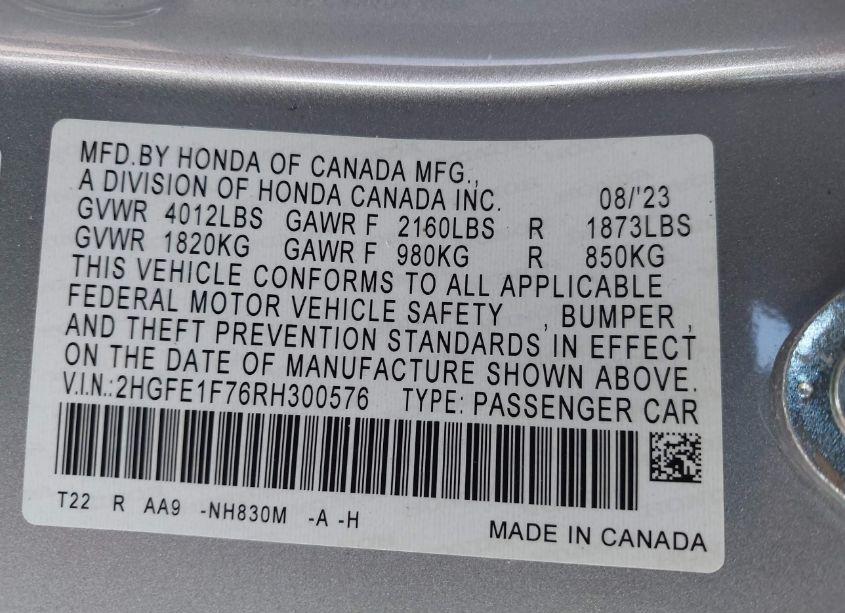 MFD.BY HONDA OF CANADA MFG.,
A DIVISION OF HONDA CANADA INC. 08/'23
GVWR 4012LBS GAWR F 2160LBS R 1873LBS
GVWR 1820KG GAWR F 980KG R 850KG
THIS VEHICLE CONFORMS TO ALL APPLICABLE
FEDERAL MOTOR VEHICLE SAFETY , BUMPER ,
AND THEFT PREVENTION STANDARDS IN EFFECT
ON THE DATE OF MANUFACTURE SHOWN ABOVE.
V.I.N.:2HGFE1F76RH300576 TYPE: PASSENGER CAR
T22 R AA9 -NH830M -A -H
MADE IN CANADA